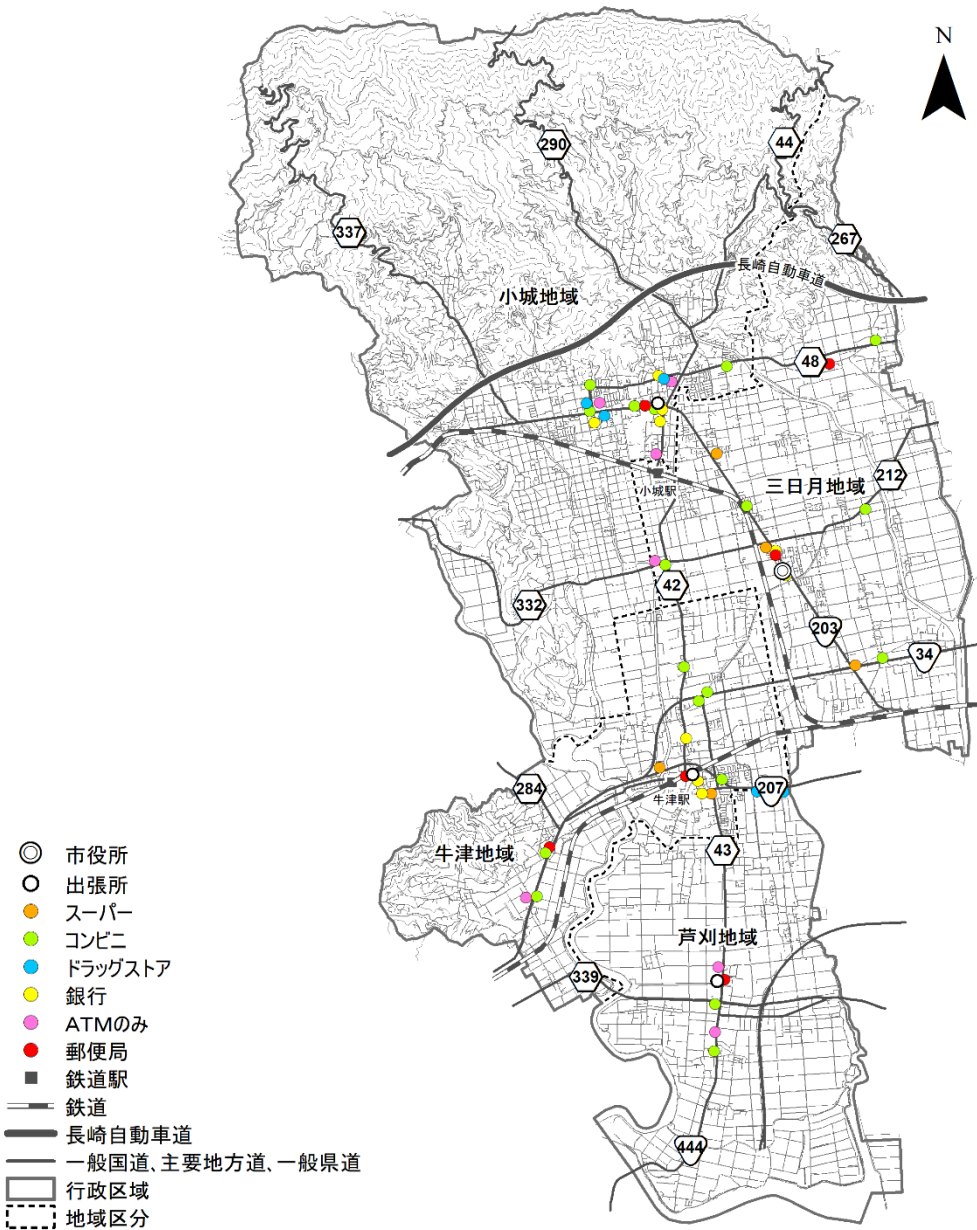 N
290
44
337
267
長崎自動車道
小城地域
48
212
三日月地域
小城駅
42
332
203
34
284
207
牛津駅
43
牛津地域
芦刈地域
339
444
市役所
出張所
スーパー
コンビニ
ドラッグストア
銀行
ATMのみ
郵便局
鉄道駅
鉄道
長崎自動車道
一般国道、主要地方道、一般県道
行政区域
地域区分